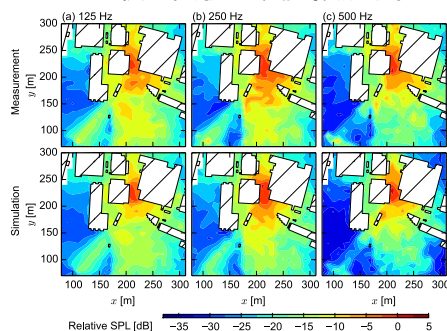 (a) 125 Hz (b) 250 Hz (c) 500 Hz
Measurement
y [m]
300
250
200
150
100
Simulation
y [m]
300
250
200
150
100
100 150 200 250 300 100 150 200 250 300 100 150 200 250 300
x [m] x [m] x [m]
Relative SPL [dB]
−35 −30 −25 −20 −15 −10 −5 0 5